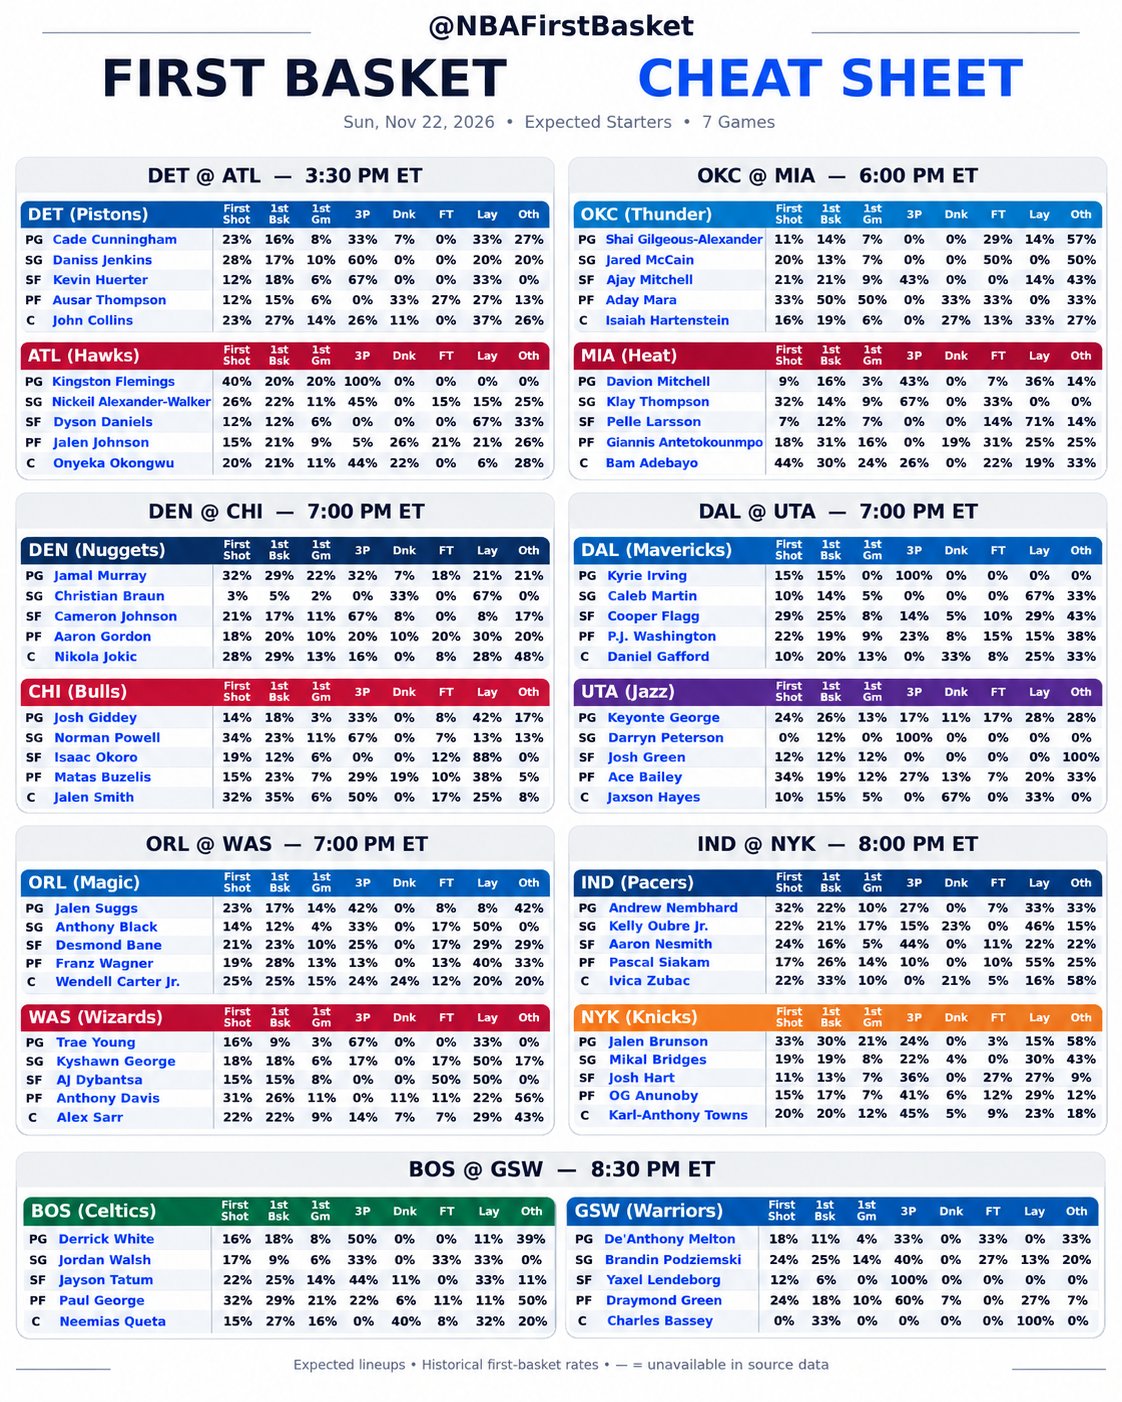 @NBAFirstBasket
FIRST BASKET CHEAT SHEET
Sun, Nov 22, 2026 • Expected Starters • 7 Games
DET @ ATL — 3:30 PM ET
DET (Pistons) First Shot 1st Bsk 1st Gm 3P Dnk FT Lay Oth
PG Cade Cunningham 23% 16% 8% 33% 7% 0% 33% 27%
SG Daniss Jenkins 28% 17% 10% 60% 0% 0% 20% 20%
SF Kevin Huerter 12% 18% 6% 67% 0% 0% 33% 0%
PF Ausar Thompson 12% 15% 6% 0% 33% 27% 27% 13%
C John Collins 23% 27% 14% 26% 11% 0% 37% 26%
ATL (Hawks) First Shot 1st Bsk 1st Gm 3P Dnk FT Lay Oth
PG Kingston Flemings 40% 20% 20% 100% 0% 0% 0% 0%
SG Nickeil Alexander-Walker 26% 22% 11% 45% 0% 15% 15% 25%
SF Dyson Daniels 12% 12% 6% 0% 0% 0% 67% 33%
PF Jalen Johnson 15% 21% 9% 5% 26% 21% 21% 26%
C Onyeka Okongwu 20% 21% 11% 44% 22% 0% 6% 28%
OKC @ MIA — 6:00 PM ET
OKC (Thunder) First Shot 1st Bsk 1st Gm 3P Dnk FT Lay Oth
PG Shai Gilgeous-Alexander 11% 14% 7% 0% 0% 29% 14% 57%
SG Jared McCain 20% 13% 7% 0% 0% 50% 0% 50%
SF Ajay Mitchell 21% 21% 9% 43% 0% 0% 14% 43%
PF Aday Mara 33% 50% 50% 0% 33% 33% 0% 33%
C Isaiah Hartenstein 16% 19% 6% 0% 27% 13% 33% 27%
MIA (Heat) First Shot 1st Bsk 1st Gm 3P Dnk FT Lay Oth
PG Davion Mitchell 9% 16% 3% 43% 0% 7% 36% 14%
SG Klay Thompson 32% 14% 9% 67% 0% 33% 0% 0%
SF Pelle Larsson 7% 12% 7% 0% 0% 14% 71% 14%
PF Giannis Antetokounmpo 18% 31% 16% 0% 19% 31% 25% 25%
C Bam Adebayo 44% 30% 24% 26% 0% 22% 19% 33%
DEN @ CHI — 7:00 PM ET
DEN (Nuggets) First Shot 1st Bsk 1st Gm 3P Dnk FT Lay Oth
PG Jamal Murray 32% 29% 22% 32% 7% 18% 21% 21%
SG Christian Braun 3% 5% 2% 0% 33% 0% 67% 0%
SF Cameron Johnson 21% 17% 11% 67% 8% 0% 8% 17%
PF Aaron Gordon 18% 20% 10% 20% 10% 20% 30% 20%
C Nikola Jokic 28% 29% 13% 16% 0% 8% 28% 48%
CHI (Bulls) First Shot 1st Bsk 1st Gm 3P Dnk FT Lay Oth
PG Josh Giddey 14% 18% 3% 33% 0% 8% 42% 17%
SG Norman Powell 34% 23% 11% 67% 0% 7% 13% 13%
SF Isaac Okoro 19% 12% 6% 0% 0% 12% 88% 0%
PF Matas Buzelis 15% 23% 7% 29% 19% 10% 38% 5%
C Jalen Smith 32% 35% 6% 50% 0% 17% 25% 8%
DAL @ UTA — 7:00 PM ET
DAL (Mavericks) First Shot 1st Bsk 1st Gm 3P Dnk FT Lay Oth
PG Kyrie Irving 15% 15% 0% 100% 0% 0% 0% 0%
SG Caleb Martin 10% 14% 5% 0% 0% 0% 67% 33%
SF Cooper Flagg 29% 25% 8% 14% 5% 10% 29% 43%
PF P.J. Washington 22% 19% 9% 23% 8% 15% 15% 38%
C Daniel Gafford 10% 20% 13% 0% 33% 8% 25% 33%
UTA (Jazz) First Shot 1st Bsk 1st Gm 3P Dnk FT Lay Oth
PG Keyonte George 24% 26% 13% 17% 11% 17% 28% 28%
SG Darryn Peterson 0% 12% 0% 100% 0% 0% 0% 0%
SF Josh Green 12% 12% 12% 0% 0% 0% 0% 100%
PF Ace Bailey 34% 19% 12% 27% 13% 7% 20% 33%
C Jaxson Hayes 10% 15% 5% 0% 67% 0% 33% 0%
ORL @ WAS — 7:00 PM ET
ORL (Magic) First Shot 1st Bsk 1st Gm 3P Dnk FT Lay Oth
PG Jalen Suggs 23% 17% 14% 42% 0% 8% 8% 42%
SG Anthony Black 14% 12% 4% 33% 0% 17% 50% 0%
SF Desmond Bane 21% 23% 10% 25% 0% 17% 29% 29%
PF Franz Wagner 19% 28% 13% 13% 0% 13% 40% 33%
C Wendell Carter Jr. 25% 25% 15% 24% 24% 12% 20% 20%
WAS (Wizards) First Shot 1st Bsk 1st Gm 3P Dnk FT Lay Oth
PG Trae Young 16% 9% 3% 67% 0% 0% 33% 0%
SG Kyshawn George 18% 18% 6% 17% 0% 17% 50% 17%
SF AJ Dybantsa 15% 15% 8% 0% 0% 50% 50% 0%
PF Anthony Davis 31% 26% 11% 0% 11% 11% 22% 56%
C Alex Sarr 22% 22% 9% 14% 7% 7% 29% 43%
IND @ NYK — 8:00 PM ET
IND (Pacers) First Shot 1st Bsk 1st Gm 3P Dnk FT Lay Oth
PG Andrew Nembhard 32% 22% 10% 27% 0% 7% 33% 33%
SG Kelly Oubre Jr. 22% 21% 17% 15% 23% 0% 46% 15%
SF Aaron Nesmith 24% 16% 5% 44% 0% 11% 22% 22%
PF Pascal Siakam 17% 26% 14% 10% 0% 10% 55% 25%
C Ivica Zubac 22% 33% 10% 0% 21% 5% 16% 58%
NYK (Knicks) First Shot 1st Bsk 1st Gm 3P Dnk FT Lay Oth
PG Jalen Brunson 33% 30% 21% 24% 0% 3% 15% 58%
SG Mikal Bridges 19% 19% 8% 22% 4% 0% 30% 43%
SF Josh Hart 11% 13% 7% 36% 0% 27% 27% 9%
PF OG Anunoby 15% 17% 7% 41% 6% 12% 29% 12%
C Karl-Anthony Towns 20% 20% 12% 45% 5% 9% 23% 18%
BOS @ GSW — 8:30 PM ET
BOS (Celtics) First Shot 1st Bsk 1st Gm 3P Dnk FT Lay Oth
PG Derrick White 16% 18% 8% 50% 0% 0% 11% 39%
SG Jordan Walsh 17% 9% 6% 33% 0% 33% 33% 0%
SF Jayson Tatum 22% 25% 14% 44% 11% 0% 33% 11%
PF Paul George 32% 29% 21% 22% 6% 11% 11% 50%
C Neemias Queta 15% 27% 16% 0% 40% 8% 32% 20%
GSW (Warriors) First Shot 1st Bsk 1st Gm 3P Dnk FT Lay Oth
PG De'Anthony Melton 18% 11% 4% 33% 0% 33% 0% 33%
SG Brandin Podziemski 24% 25% 14% 40% 0% 27% 13% 20%
SF Yaxel Lendeborg 12% 6% 0% 100% 0% 0% 0% 0%
PF Draymond Green 24% 18% 10% 60% 7% 0% 27% 7%
C Charles Bassey 0% 33% 0% 0% 0% 0% 100% 0%
Expected lineups • Historical first-basket rates • — = unavailable in source data